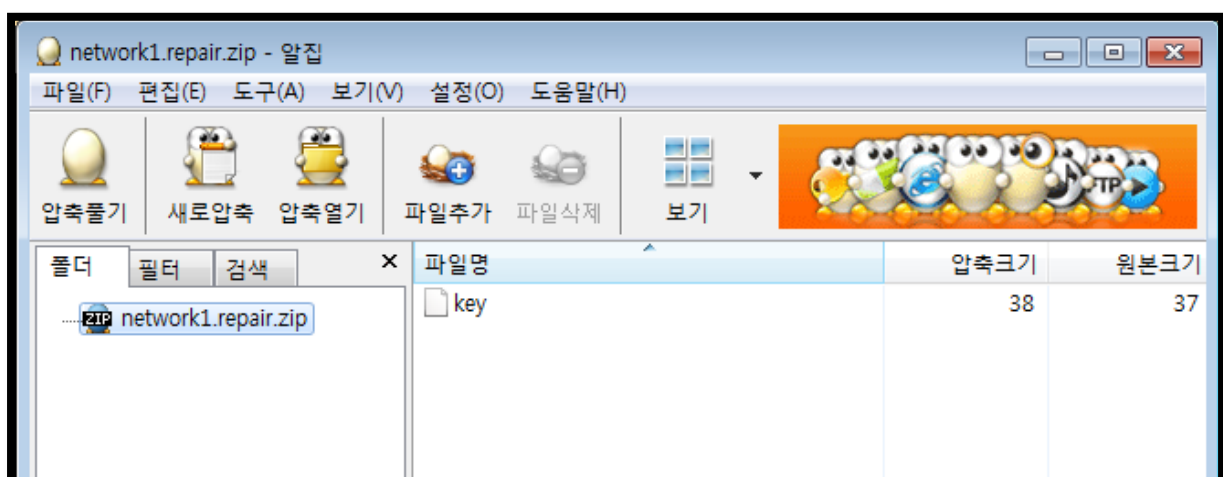 network1.repair.zip - 알집
파일(F) 편집(E) 도구(A) 보기(V) 설정(O) 도움말(H)
압축풀기 새로압축 압축열기 파일추가 파일삭제 보기
FTP
폴더 필터 검색 × 파일명 압축크기 원본크기
ZIP network1.repair.zip key 38 37